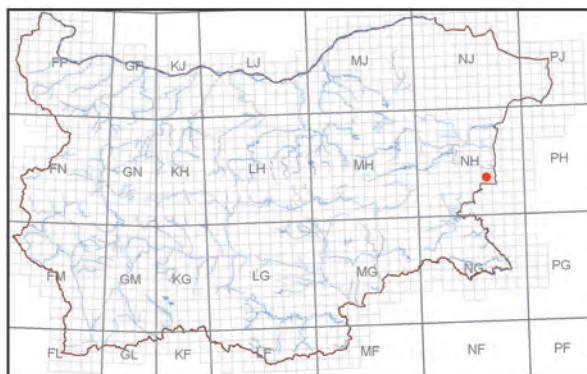 FP GP KJ LJ MJ NJ PJ
FN GN KH LH MH NH PH
FM GM KG LG MG NG PG
FL GL KF LF MF NF PF